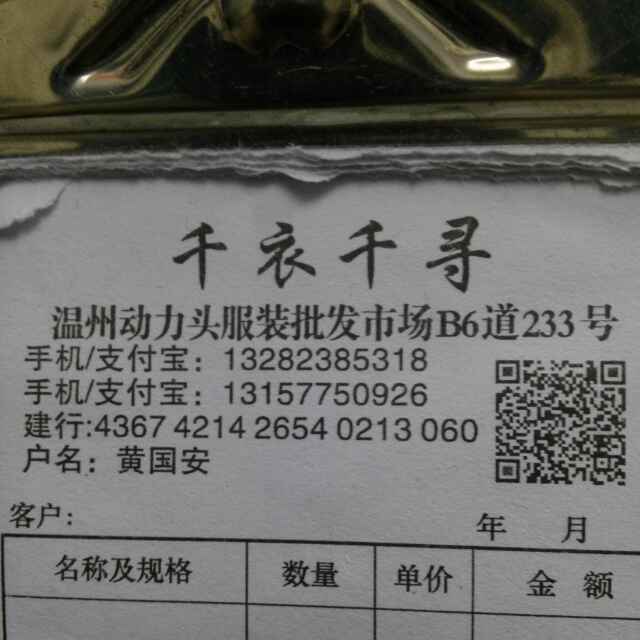 千衣千寻
温州动力头服装批发市场B6道233号
手机/支付宝：13282385318
手机/支付宝：13157750926
建行:4367 4214 2654 0213 060
户名：黄国安
客户： 年 月
名称及规格 数量 单价 金额